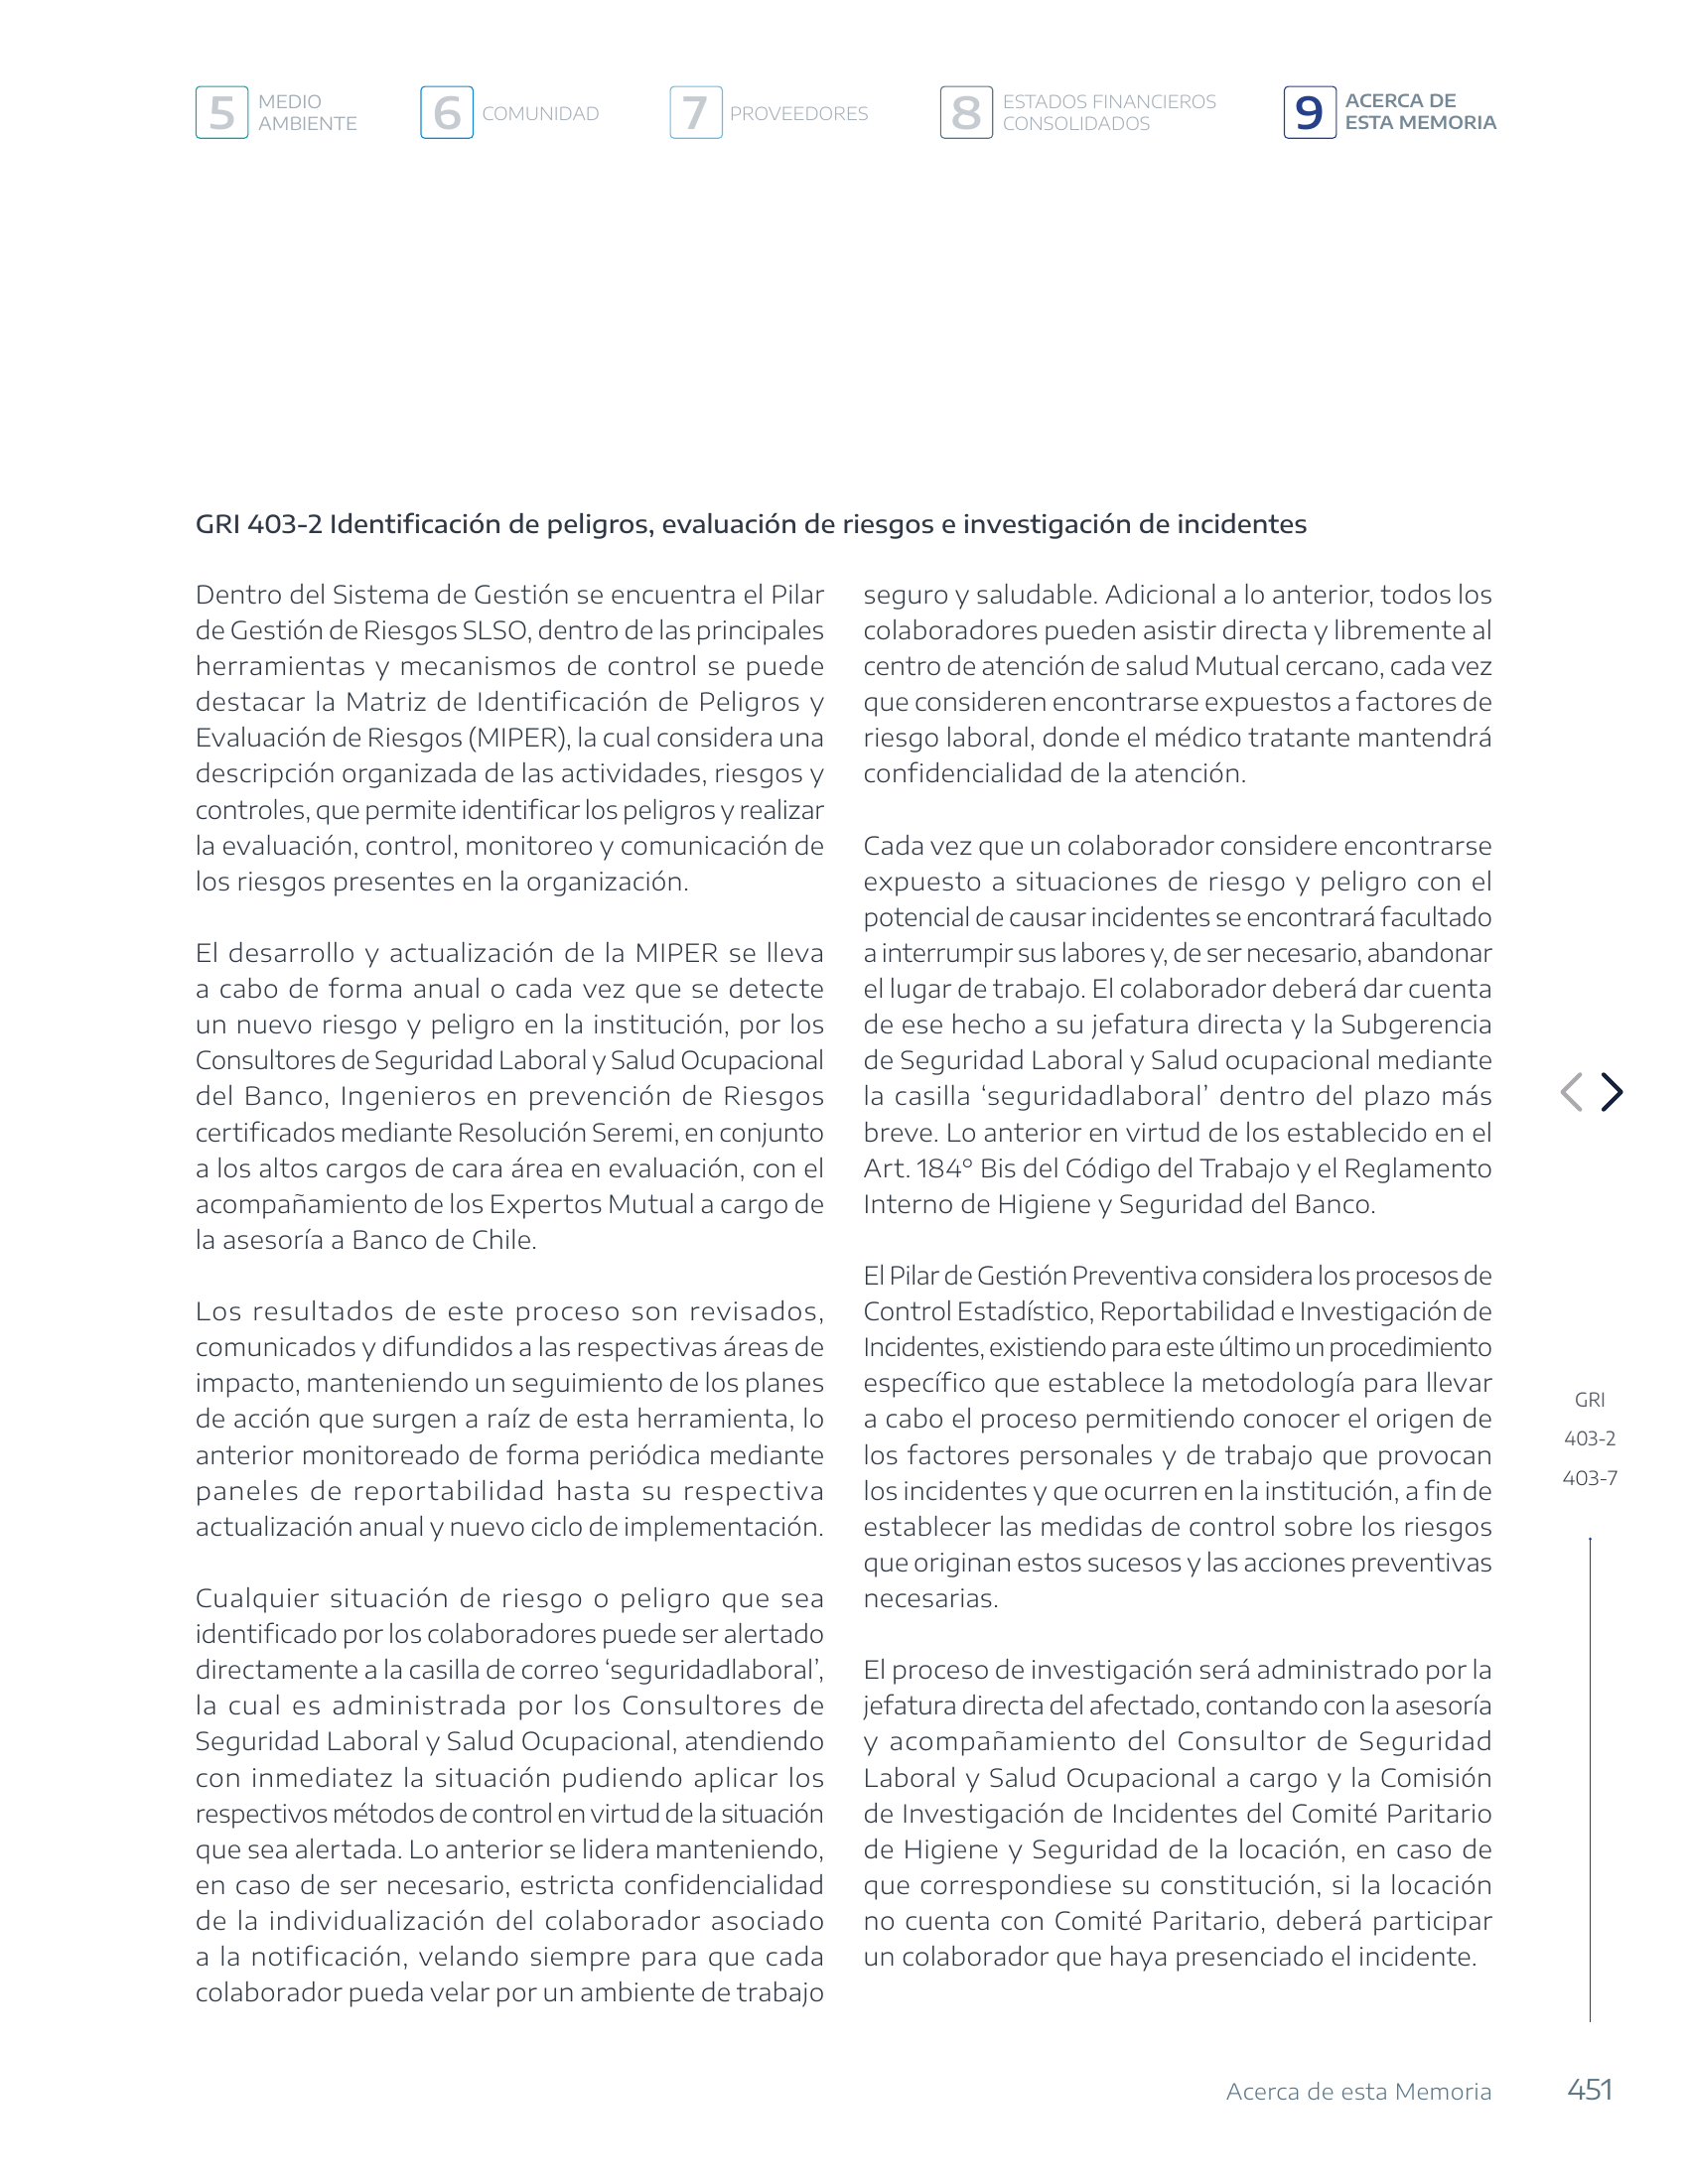 5 MEDIO
AMBIENTE
6 COMUNIDAD
7 PROVEEDORES
8 ESTADOS FINANCIEROS
CONSOLIDADOS
9 ACERCA DE
ESTA MEMORIA
GRI 403-2 Identificación de peligros, evaluación de riesgos e investigación de incidentes
Dentro del Sistema de Gestión se encuentra el Pilar
de Gestión de Riesgos SLSO, dentro de las principales
herramientas y mecanismos de control se puede
destacar la Matriz de Identificación de Peligros y
Evaluación de Riesgos (MIPER), la cual considera una
descripción organizada de las actividades, riesgos y
controles, que permite identificar los peligros y realizar
la evaluación, control, monitoreo y comunicación de
los riesgos presentes en la organización.
El desarrollo y actualización de la MIPER se lleva
a cabo de forma anual o cada vez que se detecte
un nuevo riesgo y peligro en la institución, por los
Consultores de Seguridad Laboral y Salud Ocupacional
del Banco, Ingenieros en prevención de Riesgos
certificados mediante Resolución Seremi, en conjunto
a los altos cargos de cara área en evaluación, con el
acompañamiento de los Expertos Mutual a cargo de
la asesoría a Banco de Chile.
Los resultados de este proceso son revisados,
comunicados y difundidos a las respectivas áreas de
impacto, manteniendo un seguimiento de los planes
de acción que surgen a raíz de esta herramienta, lo
anterior monitoreado de forma periódica mediante
paneles de reportabilidad hasta su respectiva
actualización anual y nuevo ciclo de implementación.
Cualquier situación de riesgo o peligro que sea
identificado por los colaboradores puede ser alertado
directamente a la casilla de correo ‘seguridadlaboral’,
la cual es administrada por los Consultores de
Seguridad Laboral y Salud Ocupacional, atendiendo
con inmediatez la situación pudiendo aplicar los
respectivos métodos de control en virtud de la situación
que sea alertada. Lo anterior se lidera manteniendo,
en caso de ser necesario, estricta confidencialidad
de la individualización del colaborador asociado
a la notificación, velando siempre para que cada
colaborador pueda velar por un ambiente de trabajo
seguro y saludable. Adicional a lo anterior, todos los
colaboradores pueden asistir directa y libremente al
centro de atención de salud Mutual cercano, cada vez
que consideren encontrarse expuestos a factores de
riesgo laboral, donde el médico tratante mantendrá
confidencialidad de la atención.
Cada vez que un colaborador considere encontrarse
expuesto a situaciones de riesgo y peligro con el
potencial de causar incidentes se encontrará facultado
a interrumpir sus labores y, de ser necesario, abandonar
el lugar de trabajo. El colaborador deberá dar cuenta
de ese hecho a su jefatura directa y la Subgerencia
de Seguridad Laboral y Salud ocupacional mediante
la casilla ‘seguridadlaboral’ dentro del plazo más
breve. Lo anterior en virtud de los establecido en el
Art. 184° Bis del Código del Trabajo y el Reglamento
Interno de Higiene y Seguridad del Banco.
El Pilar de Gestión Preventiva considera los procesos de
Control Estadístico, Reportabilidad e Investigación de
Incidentes, existiendo para este último un procedimiento
específico que establece la metodología para llevar
a cabo el proceso permitiendo conocer el origen de
los factores personales y de trabajo que provocan
los incidentes y que ocurren en la institución, a fin de
establecer las medidas de control sobre los riesgos
que originan estos sucesos y las acciones preventivas
necesarias.
El proceso de investigación será administrado por la
jefatura directa del afectado, contando con la asesoría
y acompañamiento del Consultor de Seguridad
Laboral y Salud Ocupacional a cargo y la Comisión
de Investigación de Incidentes del Comité Paritario
de Higiene y Seguridad de la locación, en caso de
que correspondiese su constitución, si la locación
no cuenta con Comité Paritario, deberá participar
un colaborador que haya presenciado el incidente.
GRI
403-2
403-7
Acerca de esta Memoria 451